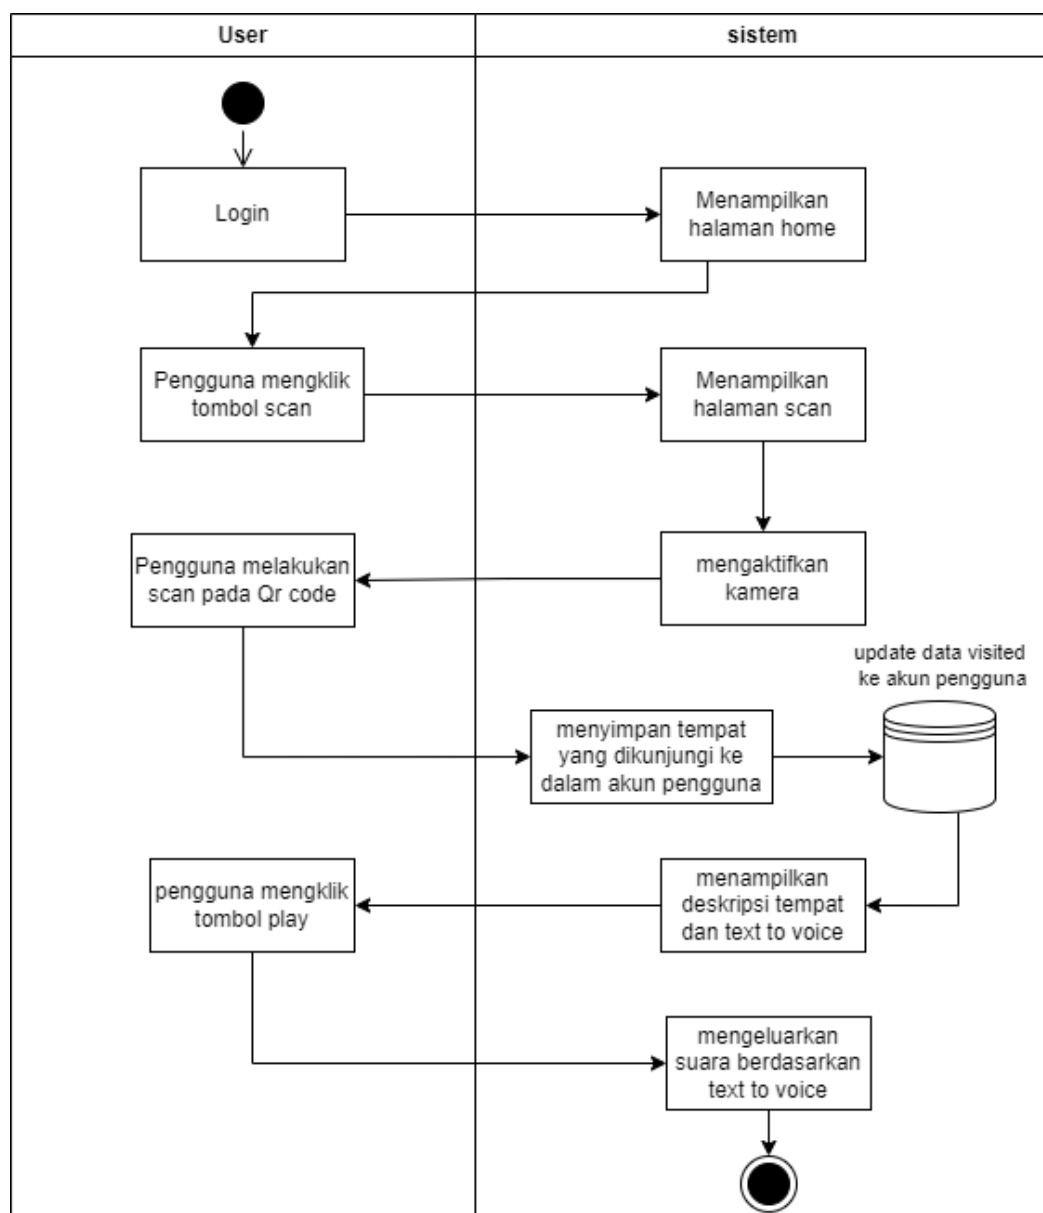 User
sistem
Login
Menampilkan
halaman home
Pengguna mengklik
tombol scan
Menampilkan
halaman scan
mengaktifkan
kamera
Pengguna melakukan
scan pada Qr code
update data visited
ke akun pengguna
menyimpan tempat
yang dikunjungi ke
dalam akun pengguna
menampilkan
deskripsi tempat
dan text to voice
pengguna mengklik
tombol play
mengeluarkan
suara berdasarkan
text to voice